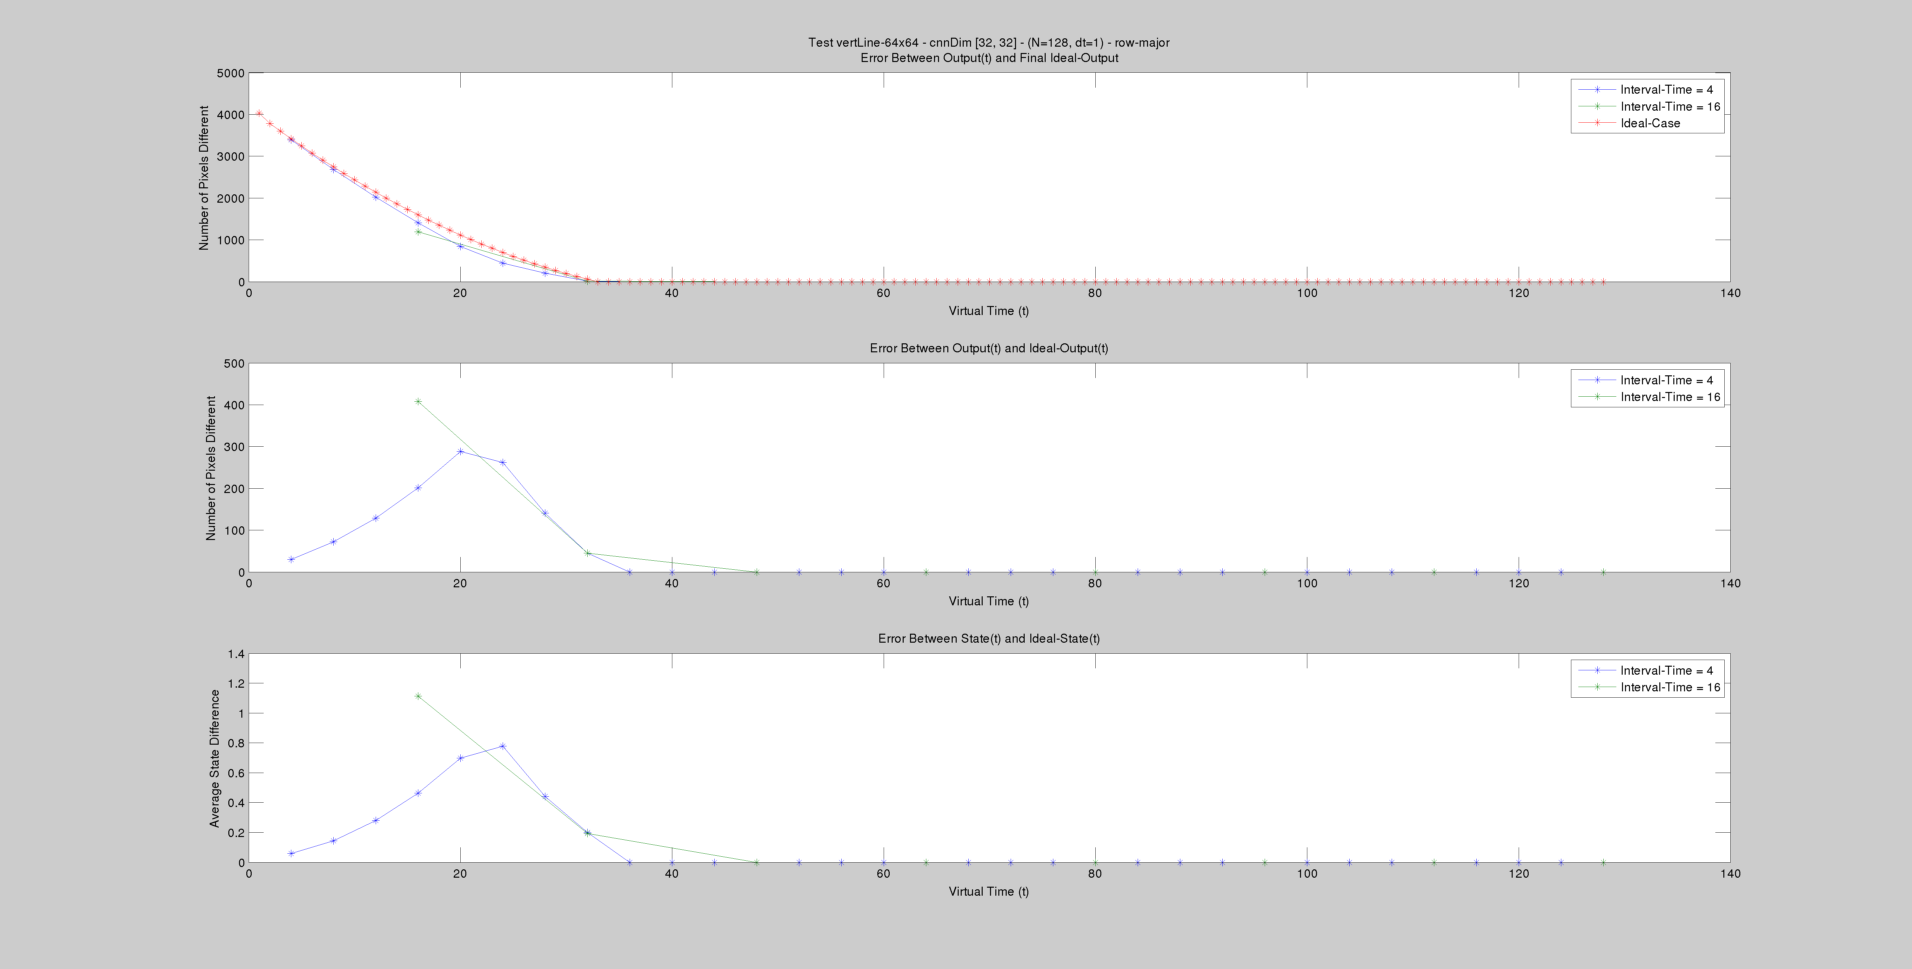 Test vertLine-64x64 - cnnDim [32, 32] - (N=128, dt=1) - row-major
Error Between Output(t) and Final Ideal-Output
Number of Pixels Different
5000
4000
3000
2000
1000
0
Interval-Time = 4
Interval-Time = 16
Ideal-Case
0 20 40 60 80 100 120 140
Virtual Time (t)
Error Between Output(t) and Ideal-Output(t)
Number of Pixels Different
500
400
300
200
100
0
Interval-Time = 4
Interval-Time = 16
0 20 40 60 80 100 120 140
Virtual Time (t)
Error Between State(t) and Ideal-State(t)
Average State Difference
1.4
1.2
1
0.8
0.6
0.4
0.2
0
Interval-Time = 4
Interval-Time = 16
0 20 40 60 80 100 120 140
Virtual Time (t)